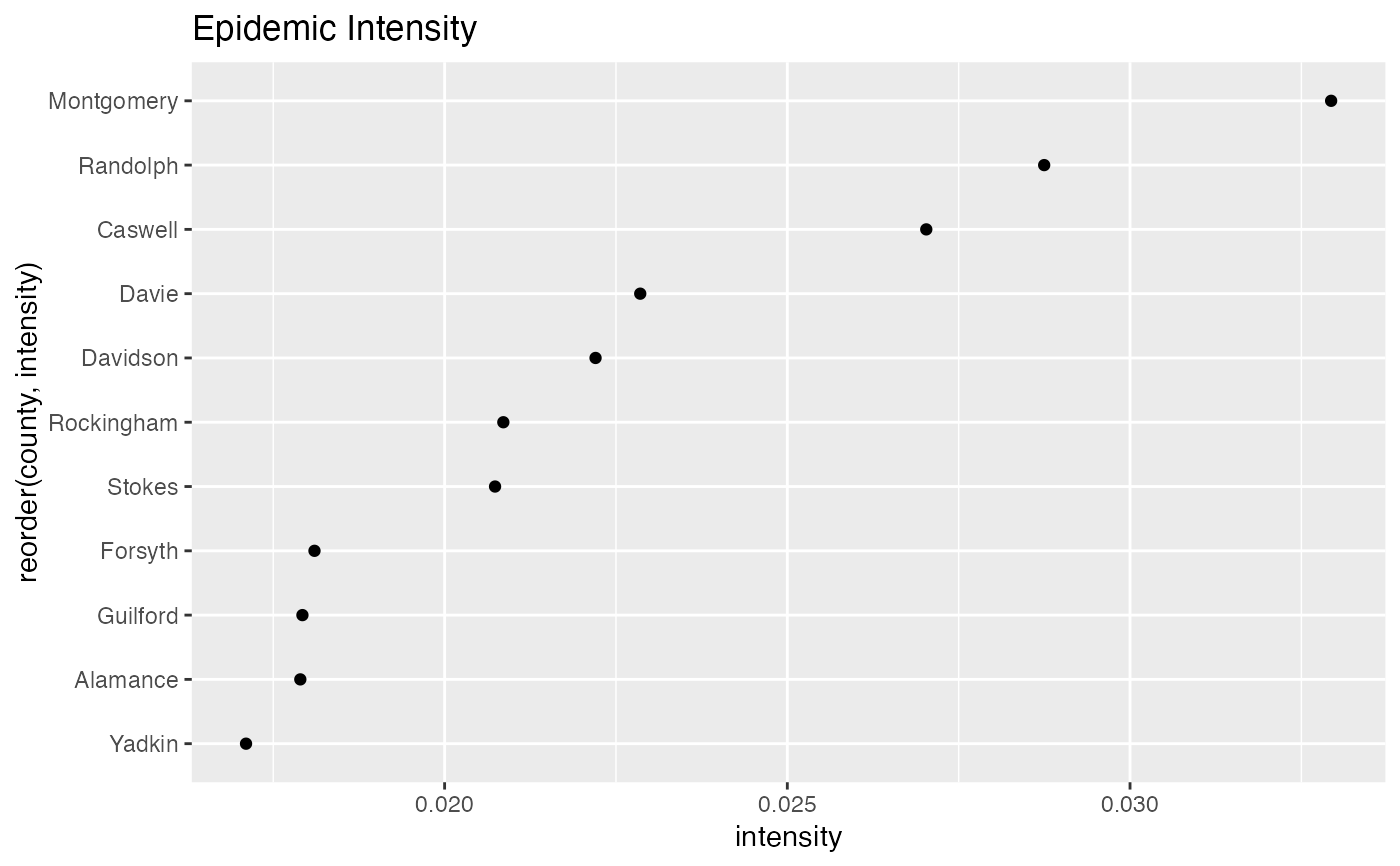 Epidemic Intensity
reorder(county, intensity)
Montgomery
Randolph
Caswell
Davie
Davidson
Rockingham
Stokes
Forsyth
Guilford
Alamance
Yadkin
0.020 0.025 0.030
intensity